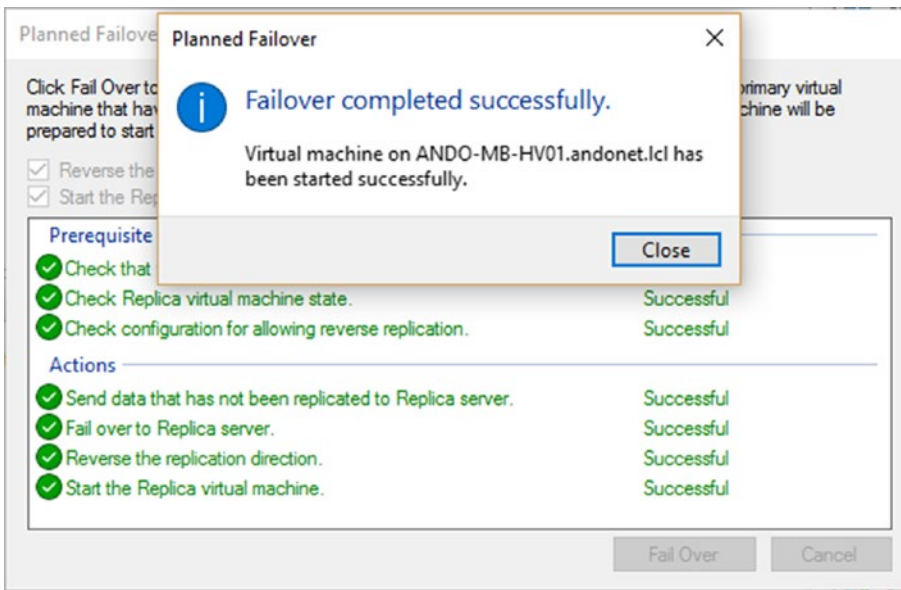 Planned Failove
Planned Failover
Click Fail Over to
primary virtual
machine that hav
chine will be
prepared to start
Failover completed successfully.
Virtual machine on ANDO-MB-HV01.andonet.lcl has
been started successfully.
Close
Reverse the
Start the Rep
Prerequisite
Check that
Check Replica virtual machine state. Successful
Check configuration for allowing reverse replication. Successful
Actions
Send data that has not been replicated to Replica server. Successful
Fail over to Replica server. Successful
Reverse the replication direction. Successful
Start the Replica virtual machine. Successful
Fail Over Cancel